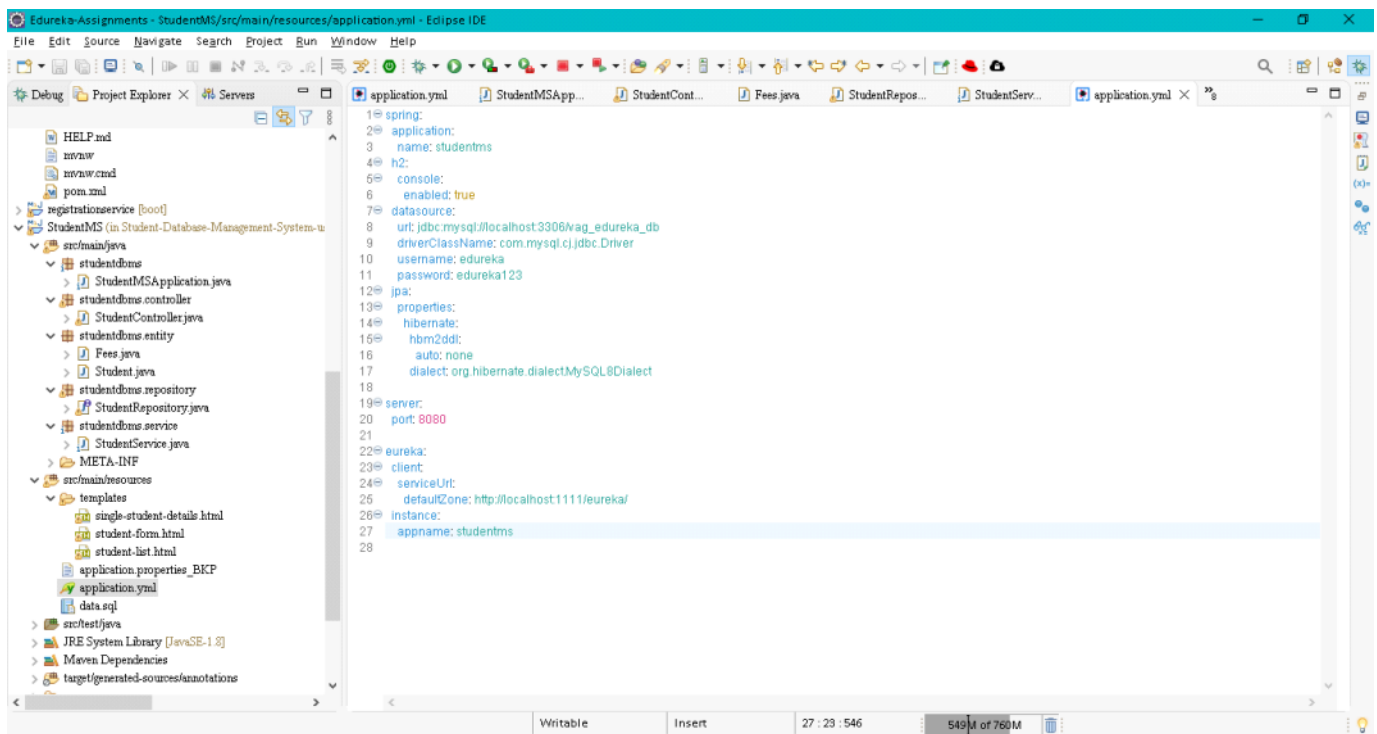 Edureka-Assignments - StudentMS/src/main/resources/application.yml - Eclipse IDE
File Edit Source Navigate Search Project Run Window Help
Debug Project Explorer Servers
application.yml StudentMSApp... StudentCont... Fees.java StudentRepos... StudentServ... application.yml "8
HELP.md
mvnw
mvnw.cmd
pom.xml
registrationservice [boot]
StudentMS (in Student-Database-Management-System-u
src/main/java
studentdbms
StudentMSApplication.java
studentdbms.controller
StudentController.java
studentdbms.entity
Fees.java
Student.java
studentdbms.repository
StudentRepository.java
studentdbms.service
StudentService.java
META-INF
src/main/resources
templates
single-student-details.html
student-form.html
student-list.html
application.properties_BKP
application.yml
data.sql
src/test/java
JRE System Library [JavaSE-1.8]
Maven Dependencies
target/generated-sources/annotations
1 spring:
2 application:
3 name: studentms
4 h2:
5 console:
6 enabled: true
7 datasource:
8 url: jdbc:mysql://localhost:3306/vag_edureka_db
9 driverClassName: com.mysql.cj.jdbc.Driver
10 username: edureka
11 password: edureka123
12 jpa:
13 properties:
14 hibernate:
15 hbm2ddl:
16 auto: none
17 dialect: org.hibernate.dialect.MySQL8Dialect
18
19 server:
20 port: 8080
21
22 eureka:
23 client:
24 serviceUrl:
25 defaultZone: http://localhost:1111/eureka/
26 instance:
27 appname: studentms
28
(x)=
Writable Insert 27 : 23 : 546 549M of 760M